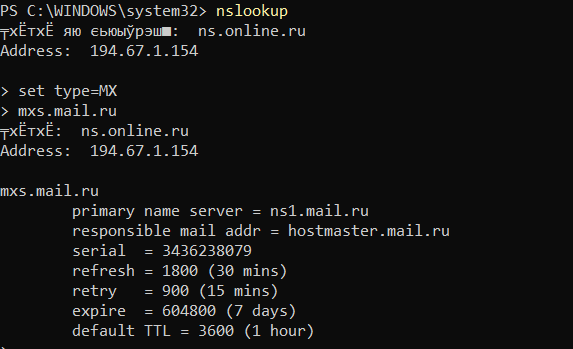 PS C:\WINDOWS\system32> nslookup
╤хЁтхЁ яю єьюыўрэш■:  ns.online.ru
Address:  194.67.1.154
> set type=MX
> mxs.mail.ru
╤хЁтхЁ:  ns.online.ru
Address:  194.67.1.154
mxs.mail.ru
        primary name server = ns1.mail.ru
        responsible mail addr = hostmaster.mail.ru
        serial  = 3436238079
        refresh = 1800 (30 mins)
        retry   = 900 (15 mins)
        expire  = 604800 (7 days)
        default TTL = 3600 (1 hour)